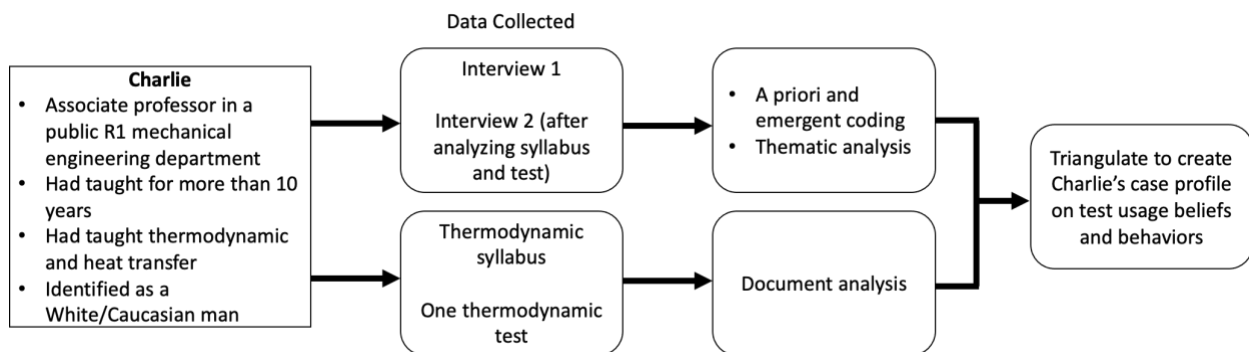 Data Collected
Charlie
• Associate professor in a
public R1 mechanical
engineering department
• Had taught for more than 10
years
• Had taught thermodynamic
and heat transfer
• Identified as a
White/Caucasian man
Interview 1
Interview 2 (after
analyzing syllabus
and test)
Thermodynamic
syllabus
One thermodynamic
test
• A priori and
emergent coding
• Thematic analysis
Document analysis
Triangulate to create
Charlie’s case profile
on test usage beliefs
and behaviors